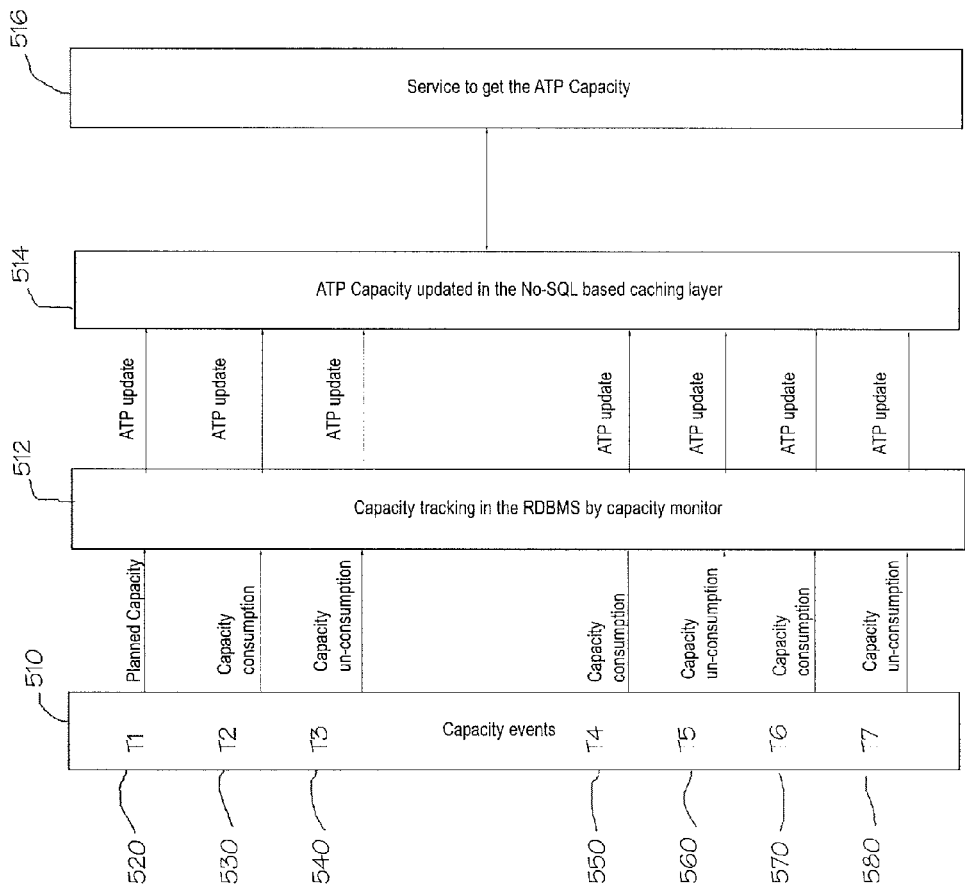 516
Service to get the ATP Capacity
514
ATP Capacity updated in the No-SQL based caching layer
ATP update
ATP update
ATP update
ATP update
ATP update
ATP update
ATP update
512
Capacity tracking in the RDBMS by capacity monitor
Planned Capacity
Capacity
consumption
Capacity
un-consumption
Capacity
consumption
Capacity
un-consumption
Capacity
consumption
Capacity
un-consumption
510
T1
T2
T3
Capacity events
T4
T5
T6
T7
520
530
540
550
560
570
580